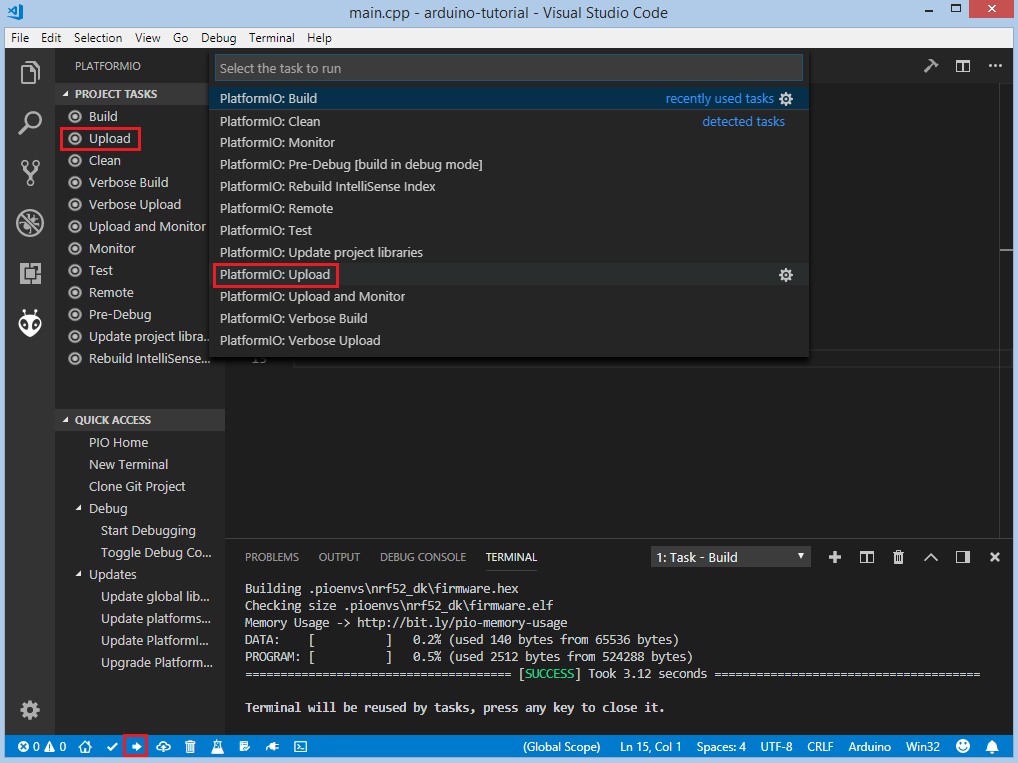 main.cpp - arduino-tutorial - Visual Studio Code
File Edit Selection View Go Debug Terminal Help
PLATFORMIO
PROJECT TASKS
Build
Upload
Clean
Verbose Build
Verbose Upload
Upload and Monitor
Monitor
Test
Remote
Pre-Debug
Update project libra...
Rebuild IntelliSense...
QUICK ACCESS
PIO Home
New Terminal
Clone Git Project
Debug
Start Debugging
Toggle Debug Co...
Updates
Update global lib...
Update platforms...
Update PlatformI...
Upgrade Platform...
Select the task to run
PlatformIO: Build recently used tasks
PlatformIO: Clean detected tasks
PlatformIO: Monitor
PlatformIO: Pre-Debug [build in debug mode]
PlatformIO: Rebuild IntelliSense Index
PlatformIO: Remote
PlatformIO: Test
PlatformIO: Update project libraries
PlatformIO: Upload
PlatformIO: Upload and Monitor
PlatformIO: Verbose Build
PlatformIO: Verbose Upload
15
PROBLEMS OUTPUT DEBUG CONSOLE TERMINAL 1: Task - Build
Building .pioenvs\nrf52_dk\firmware.hex
Checking size .pioenvs\nrf52_dk\firmware.elf
Memory Usage -> http://bit.ly/pio-memory-usage
DATA: [ ] 0.2% (used 140 bytes from 65536 bytes)
PROGRAM: [ ] 0.5% (used 2512 bytes from 524288 bytes)
====================================== [SUCCESS] Took 3.12 seconds ======================================
Terminal will be reused by tasks, press any key to close it.
0 0 (Global Scope) Ln 15, Col 1 Spaces: 4 UTF-8 CRLF Arduino Win32